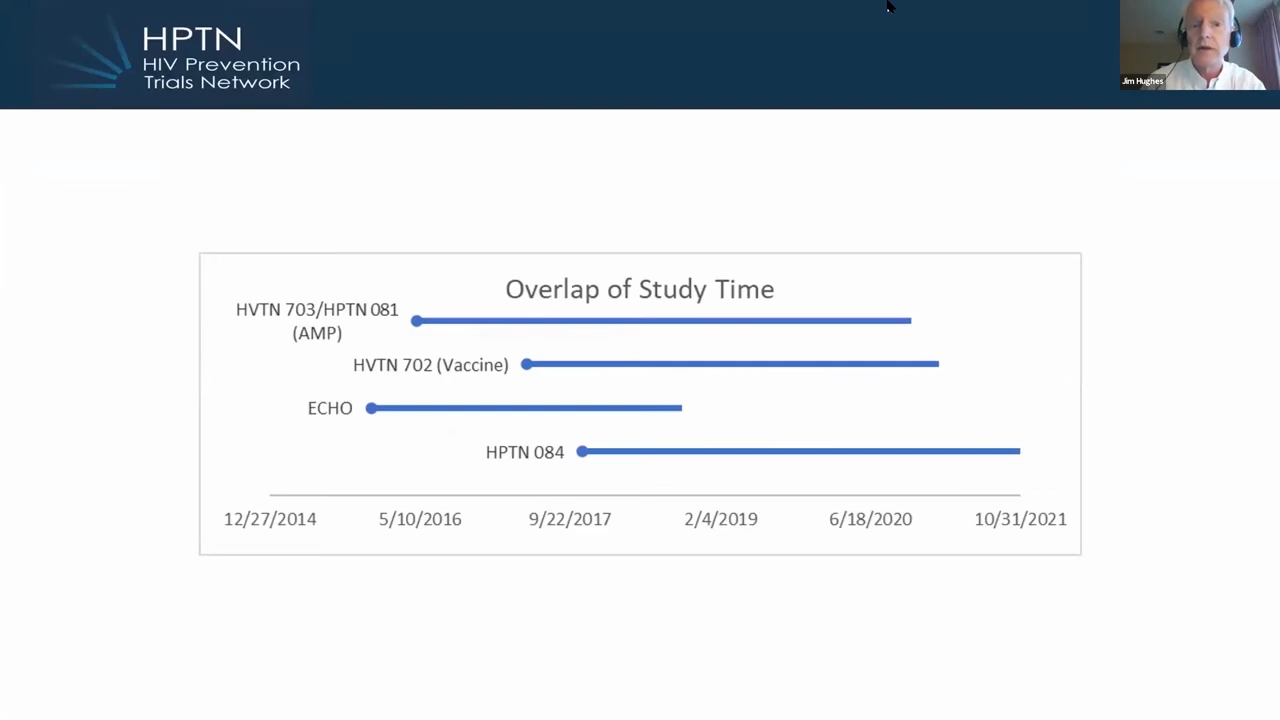 HPTN
HIV Prevention
Trials Network
Jim Hughes
Overlap of Study Time
HVTN 703/HPTN 081
(AMP)
HVTN 702 (Vaccine)
ECHO
HPTN 084
12/27/2014 5/10/2016 9/22/2017 2/4/2019 6/18/2020 10/31/2021